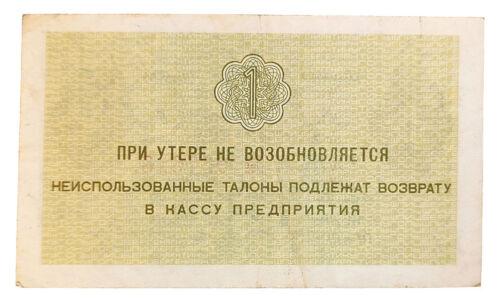 1
ПРИ УТЕРЕ НЕ ВОЗОБНОВЛЯЕТСЯ
НЕИСПОЛЬЗОВАННЫЕ ТАЛОНЫ ПОДЛЕЖАТ ВОЗВРАТУ
В КАССУ ПРЕДПРИЯТИЯ